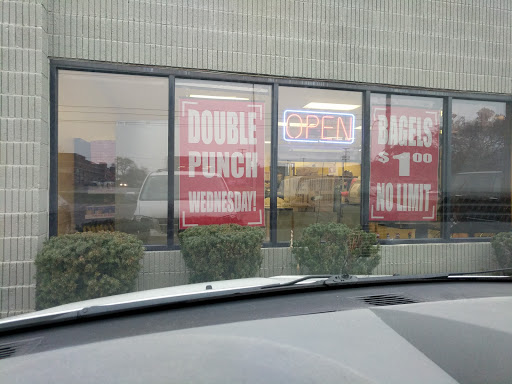 DOUBLE
PUNCH
WEDNESDAY!
OPEN
BAGELS
$1.00
NO LIMIT